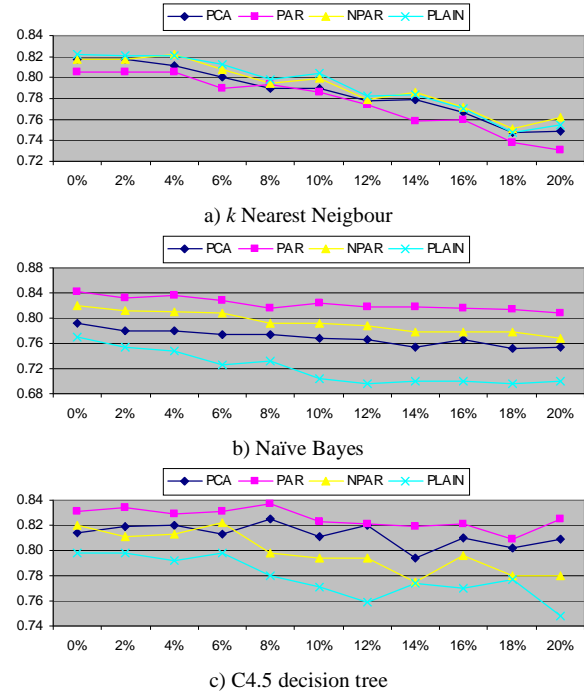 PCA PAR NPAR PLAIN
0.84
0.82
0.80
0.78
0.76
0.74
0.72
0% 2% 4% 6% 8% 10% 12% 14% 16% 18% 20%
a) k Nearest Neigbour
PCA PAR NPAR PLAIN
0.88
0.84
0.80
0.76
0.72
0.68
0% 2% 4% 6% 8% 10% 12% 14% 16% 18% 20%
b) Naïve Bayes
PCA PAR NPAR PLAIN
0.84
0.82
0.80
0.78
0.76
0.74
0% 2% 4% 6% 8% 10% 12% 14% 16% 18% 20%
c) C4.5 decision tree